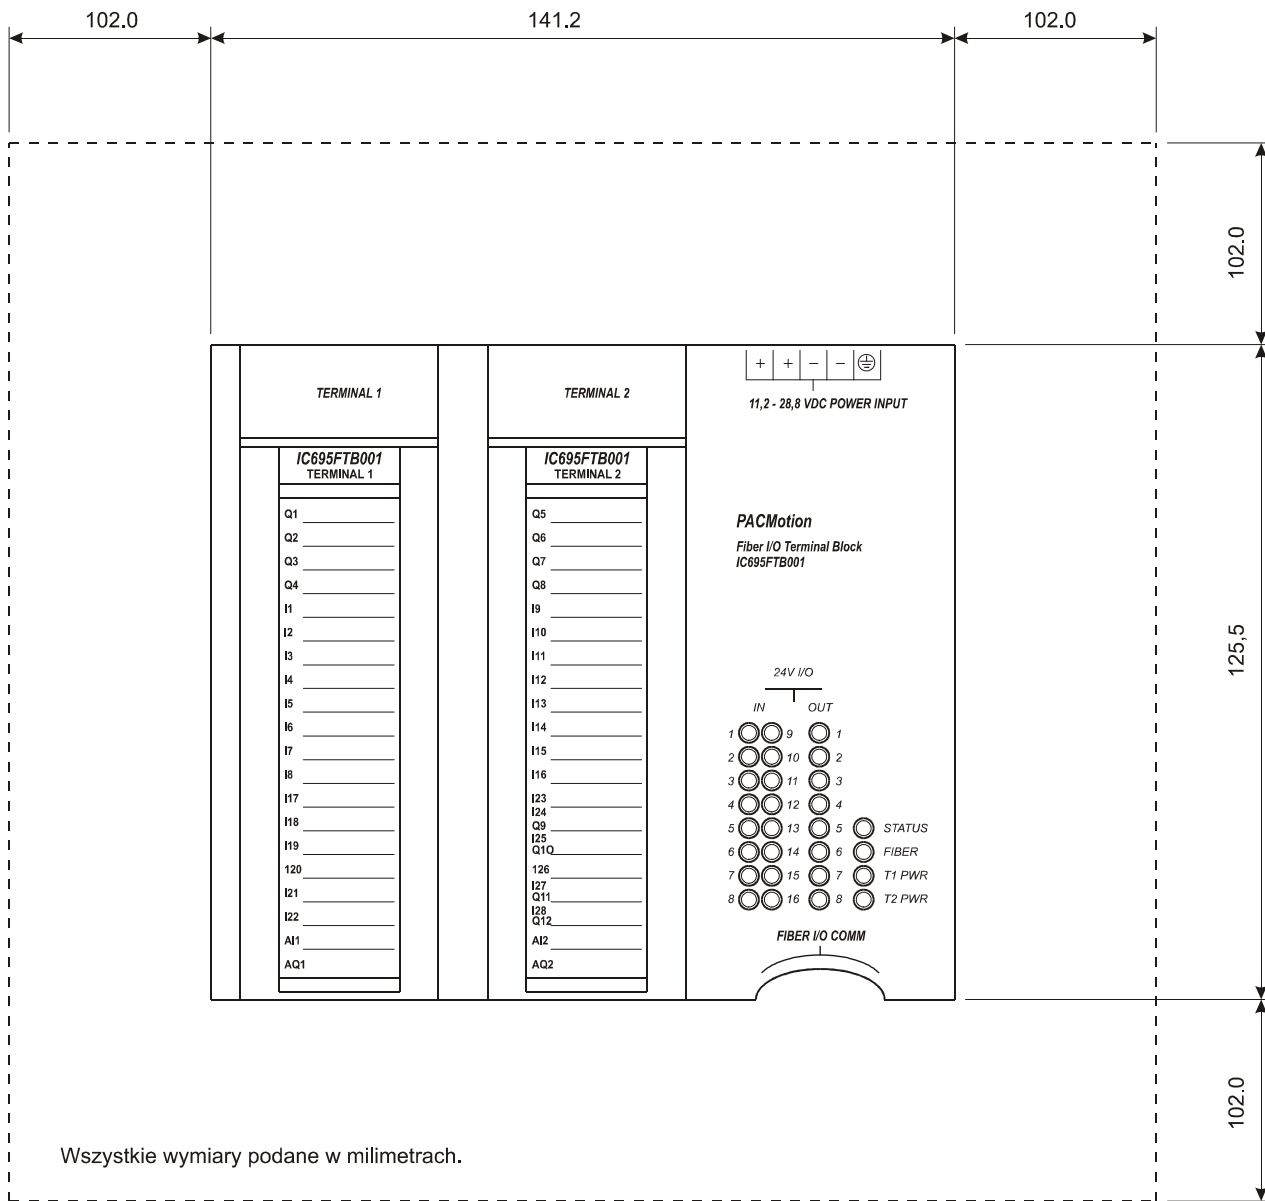 102.0 141.2 102.0
102.0
+ + - -
TERMINAL 1 TERMINAL 2
11,2 - 28,8 VDC POWER INPUT
IC695FTB001
TERMINAL 1
Q1
Q2
Q3
Q4
I1
I2
I3
I4
I5
I6
I7
I8
I17
I18
I19
120
I21
I22
AI1
AQ1
IC695FTB001
TERMINAL 2
Q5
Q6
Q7
Q8
I9
I10
I11
I12
I13
I14
I15
I16
I23
I24
Q9
I25
Q1O
126
I27
Q11
I28
Q12
AI2
AQ2
PACMotion
Fiber I/O Terminal Block
IC695FTB001
125,5
24V I/O
IN OUT
1 9 1
2 10 2
3 11 3
4 12 4
5 13 5 STATUS
6 14 6 FIBER
7 15 7 T1 PWR
8 16 8 T2 PWR
FIBER I/O COMM
102.0
Wszystkie wymiary podane w milimetrach.